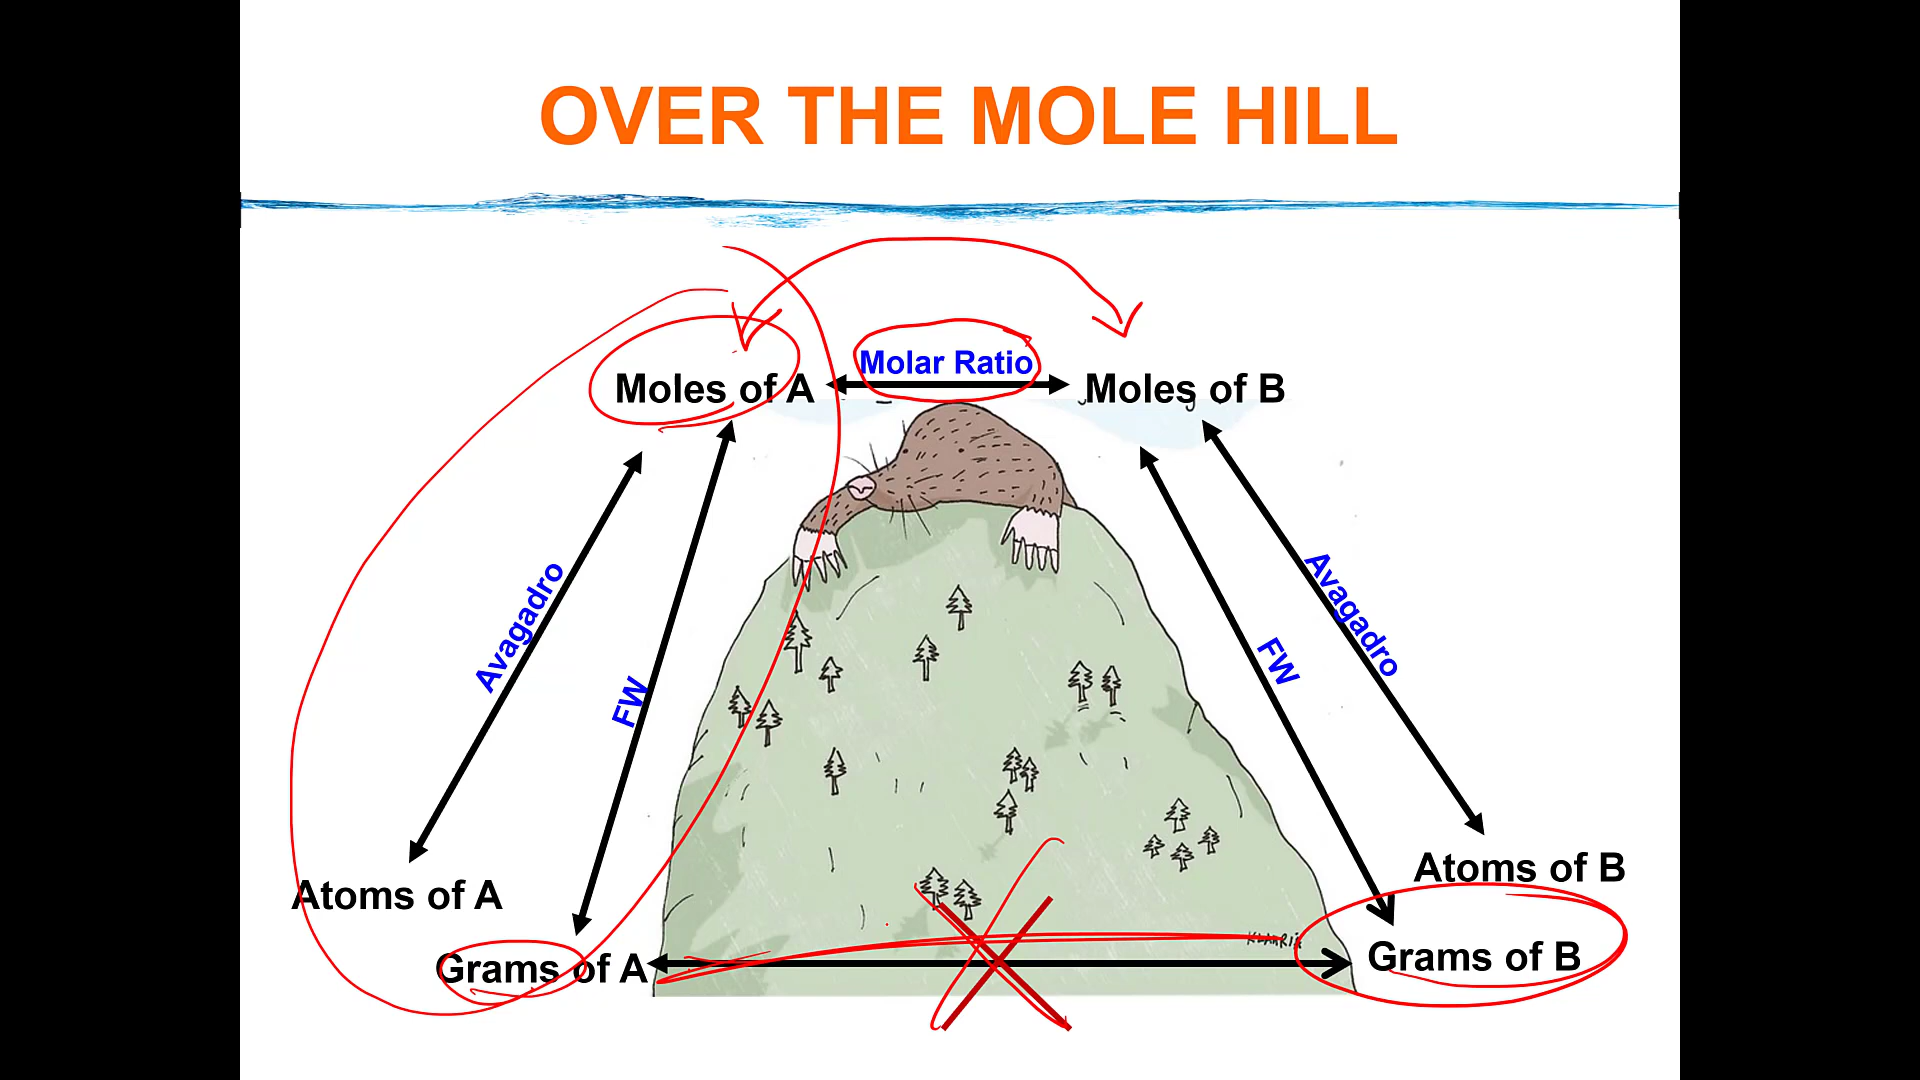 OVER THE MOLE HILL
Molar Ratio
Moles of A
Moles of B
Avagadro
FW
FW
Avagadro
Atoms of A
Atoms of B
Grams of A
Grams of B